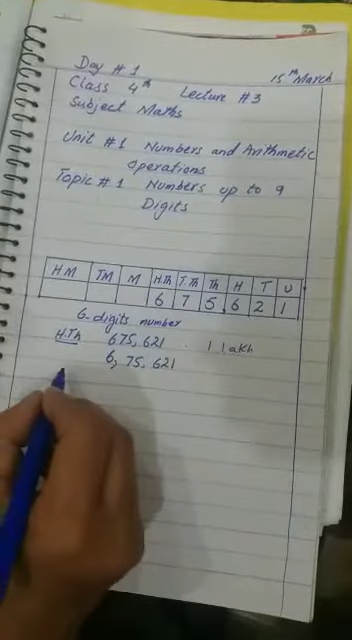 Day # 1
15th March
Class 4th Lecture # 3
Subject Maths
Unit # 1 Numbers and Arithmetic
Operations
Topic # 1 Numbers up to 9
Digits
HM TM M H.Th T.Th Th H T U
6 7 5 6 2 1
6-digits number
H.Th 675,621 1 Lakh
6,75,621